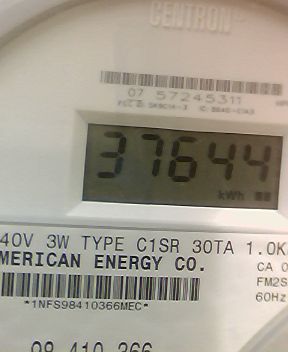 CENTRON
07 57245311
37644
kWh
40V 3W TYPE C1SR 30TA 1.0K
MERICAN ENERGY CO.
CA 0
FM2S
60Hz
*1NFS98410366MEC*
98 410 366